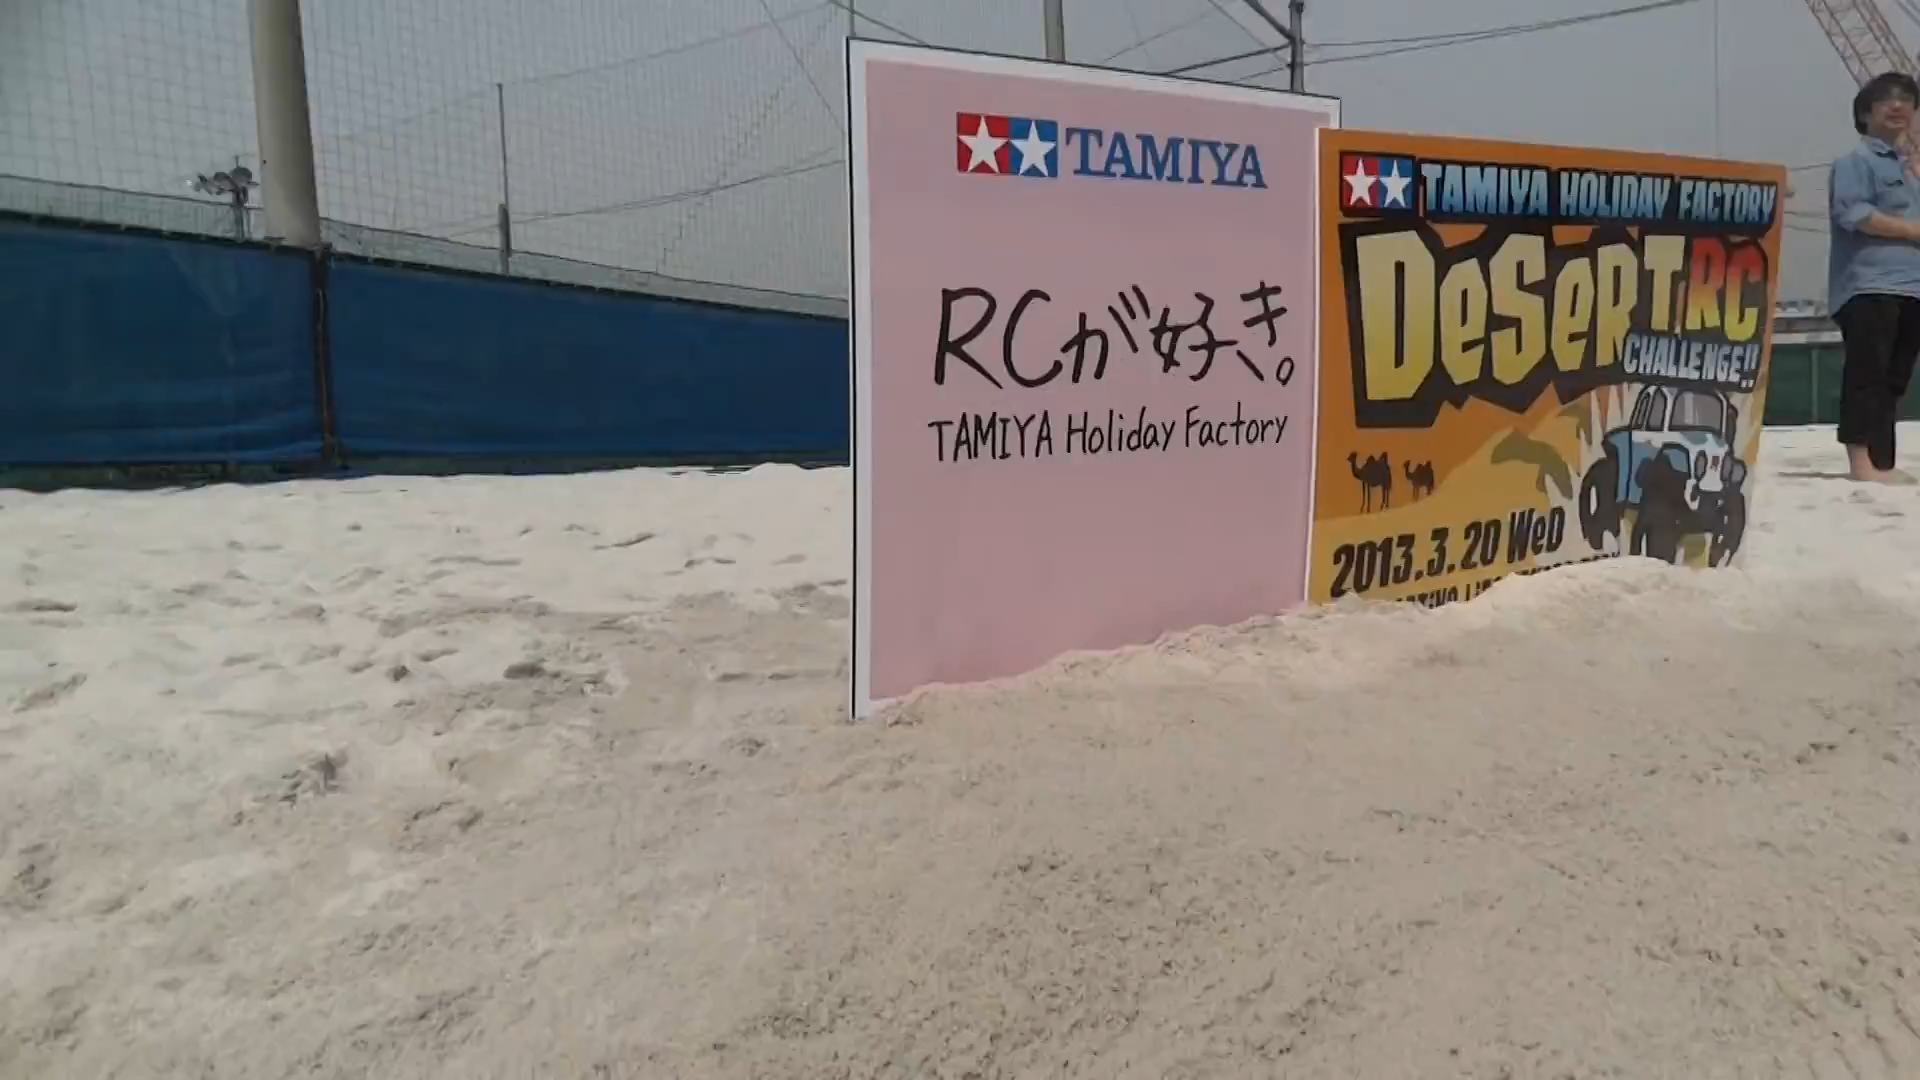 TAMIYA
RCが好き。
TAMIYA Holiday Factory
TAMIYA HOLIDAY FACTORY
DeSeRT RC
CHALLENGE!!
2013.3.20 WeD